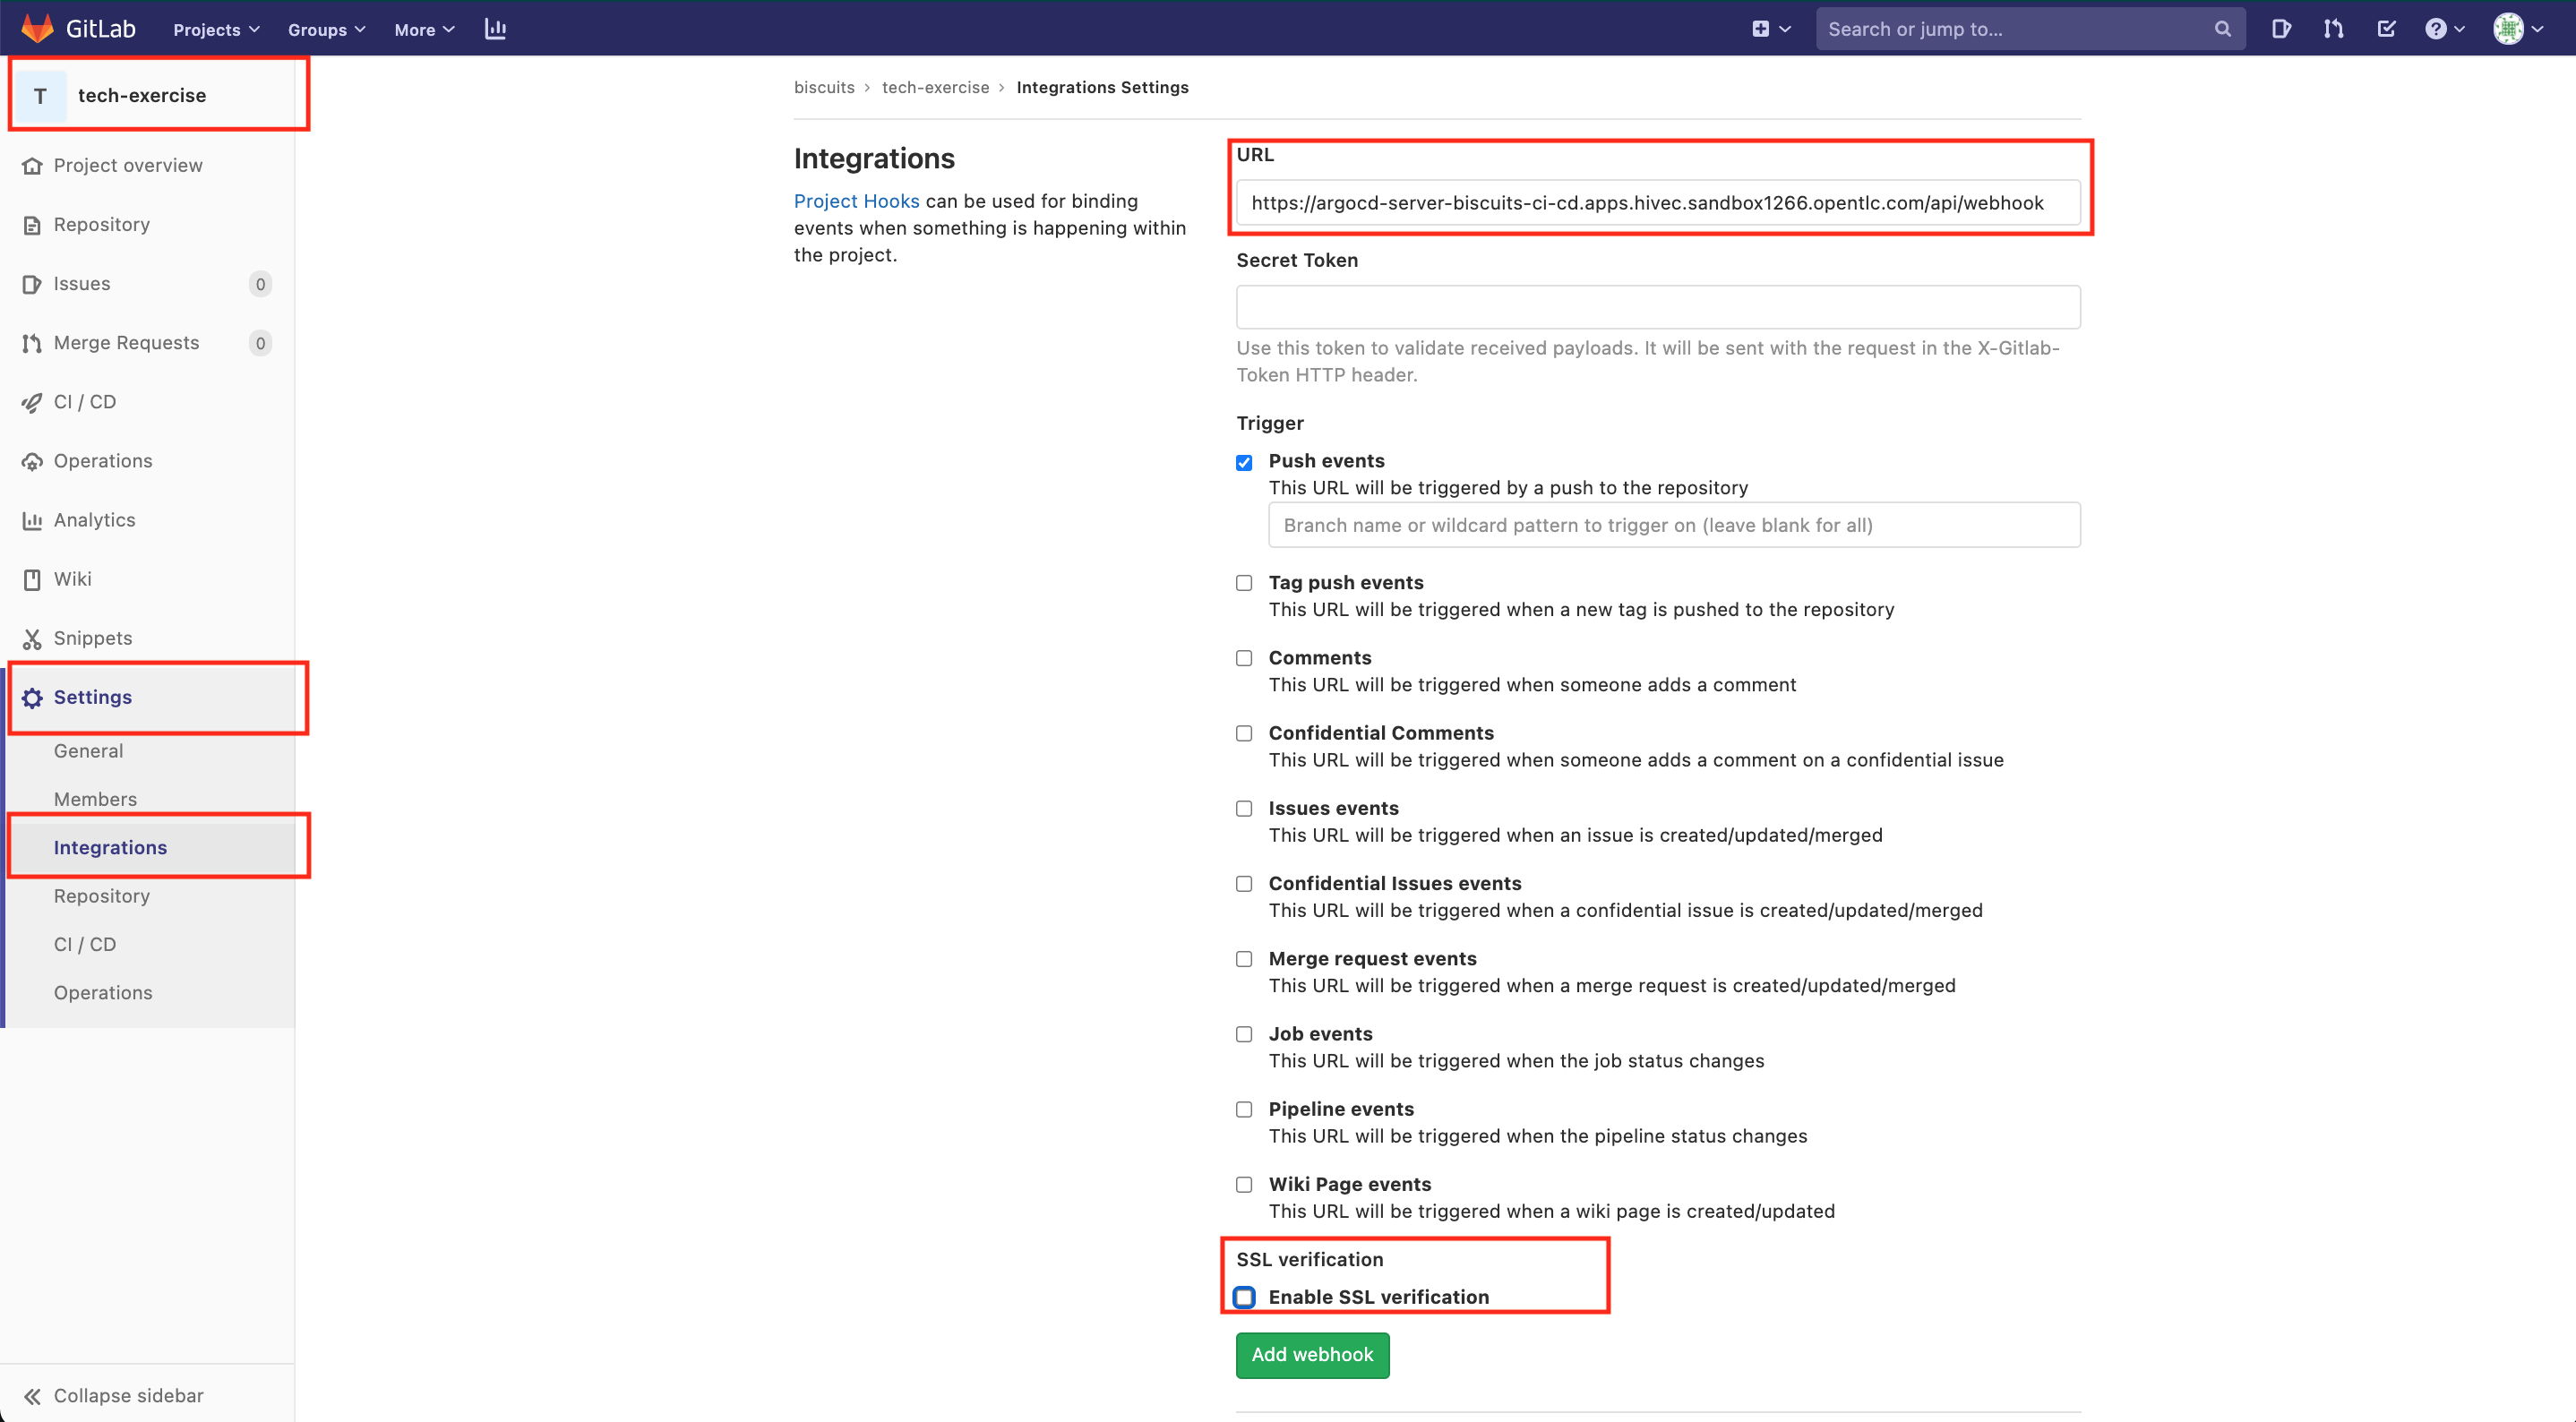 GitLab
Projects
Groups
More
Search or jump to...
T
tech-exercise
Project overview
Repository
Issues
0
Merge Requests
0
CI / CD
Operations
Analytics
Wiki
Snippets
Settings
General
Members
Integrations
Repository
CI / CD
Operations
Collapse sidebar
biscuits › tech-exercise › Integrations Settings
Integrations
Project Hooks can be used for binding
events when something is happening within
the project.
URL
https://argocd-server-biscuits-ci-cd.apps.hivec.sandbox1266.opentlc.com/api/webhook
Secret Token
Use this token to validate received payloads. It will be sent with the request in the X-Gitlab-
Token HTTP header.
Trigger
Push events
This URL will be triggered by a push to the repository
Branch name or wildcard pattern to trigger on (leave blank for all)
Tag push events
This URL will be triggered when a new tag is pushed to the repository
Comments
This URL will be triggered when someone adds a comment
Confidential Comments
This URL will be triggered when someone adds a comment on a confidential issue
Issues events
This URL will be triggered when an issue is created/updated/merged
Confidential Issues events
This URL will be triggered when a confidential issue is created/updated/merged
Merge request events
This URL will be triggered when a merge request is created/updated/merged
Job events
This URL will be triggered when the job status changes
Pipeline events
This URL will be triggered when the pipeline status changes
Wiki Page events
This URL will be triggered when a wiki page is created/updated
SSL verification
Enable SSL verification
Add webhook